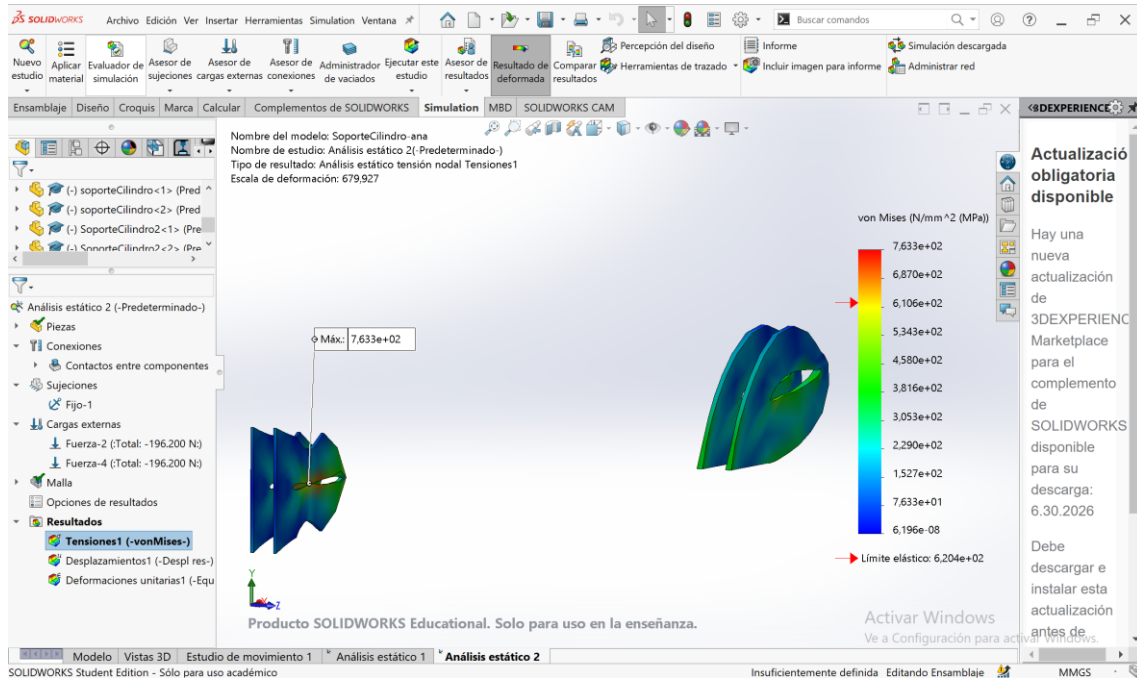 SOLIDWORKS Archivo Edición Ver Insertar Herramientas Simulation Ventana Buscar comandos
Nuevo estudio
Aplicar material
Evaluador de simulación
Asesor de sujeciones
Asesor de cargas externas
Asesor de conexiones
Administrador de vaciados
Ejecutar este estudio
Asesor de resultados
Resultado de deformada
Comparar resultados
Percepción del diseño
Herramientas de trazado
Informe
Incluir imagen para informe
Simulación descargada
Administrar red
Ensamblaje Diseño Croquis Marca Calcular Complementos de SOLIDWORKS Simulation MBD SOLIDWORKS CAM
(-) soporteCilindro<1> (Pred
(-) soporteCilindro<2> (Pred
(-) SoporteCilindro2<1> (Pre
(-) SoporteCilindro2<2> (Pre
Análisis estático 2 (-Predeterminado-)
Piezas
Conexiones
Contactos entre componentes
Sujeciones
Fijo-1
Cargas externas
Fuerza-2 (:Total: -196.200 N:)
Fuerza-4 (:Total: -196.200 N:)
Malla
Opciones de resultados
Resultados
Tensiones1 (-vonMises-)
Desplazamientos1 (-Despl res-)
Deformaciones unitarias1 (-Equ
Nombre del modelo: SoporteCilindro-ana
Nombre de estudio: Análisis estático 2(-Predeterminado-)
Tipo de resultado: Análisis estático tensión nodal Tensiones1
Escala de deformación: 679,927
Máx.: 7,633e+02
von Mises (N/mm^2 (MPa))
7,633e+02
6,870e+02
6,106e+02
5,343e+02
4,580e+02
3,816e+02
3,053e+02
2,290e+02
1,527e+02
7,633e+01
6,196e-08
Límite elástico: 6,204e+02
Y
Z
Producto SOLIDWORKS Educational. Solo para uso en la enseñanza.
Activar Windows
Ve a Configuración para activar Windows.
3DEXPERIENCE
Actualizació
obligatoria
disponible
Hay una
nueva
actualización
de
3DEXPERIENC
Marketplace
para el
complemento
de
SOLIDWORKS
disponible
para su
descarga:
6.30.2026
Debe
descargar e
instalar esta
actualización
antes de
Modelo Vistas 3D Estudio de movimiento 1 Análisis estático 1 Análisis estático 2
SOLIDWORKS Student Edition - Sólo para uso académico Insuficientemente definida Editando Ensamblaje MMGS